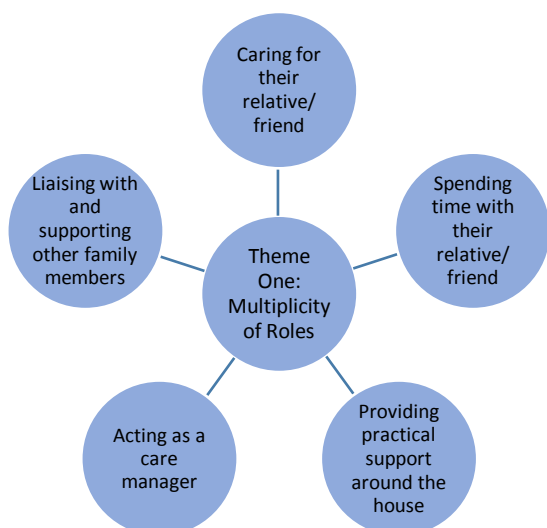 Caring for
their
relative/
friend
Liaising with
and
supporting
other family
members
Spending
time with
their
relative/
friend
Theme
One:
Multiplicity
of Roles
Acting as a
care
manager
Providing
practical
support
around the
house